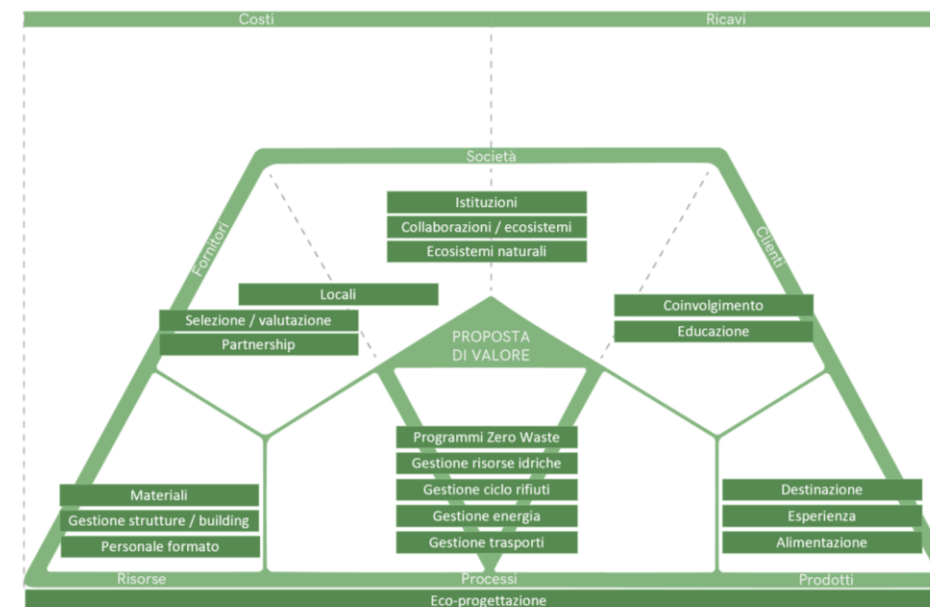 Costi
Ricavi
Società
Istituzioni
Collaborazioni / ecosistemi
Ecosistemi naturali
Fornitori
Clienti
Locali
Selezione / valutazione
Partnership
Coinvolgimento
Educazione
PROPOSTA
DI VALORE
Programmi Zero Waste
Gestione risorse idriche
Gestione ciclo rifiuti
Gestione energia
Gestione trasporti
Materiali
Gestione strutture / building
Personale formato
Destinazione
Esperienza
Alimentazione
Risorse
Processi
Prodotti
Eco-progettazione